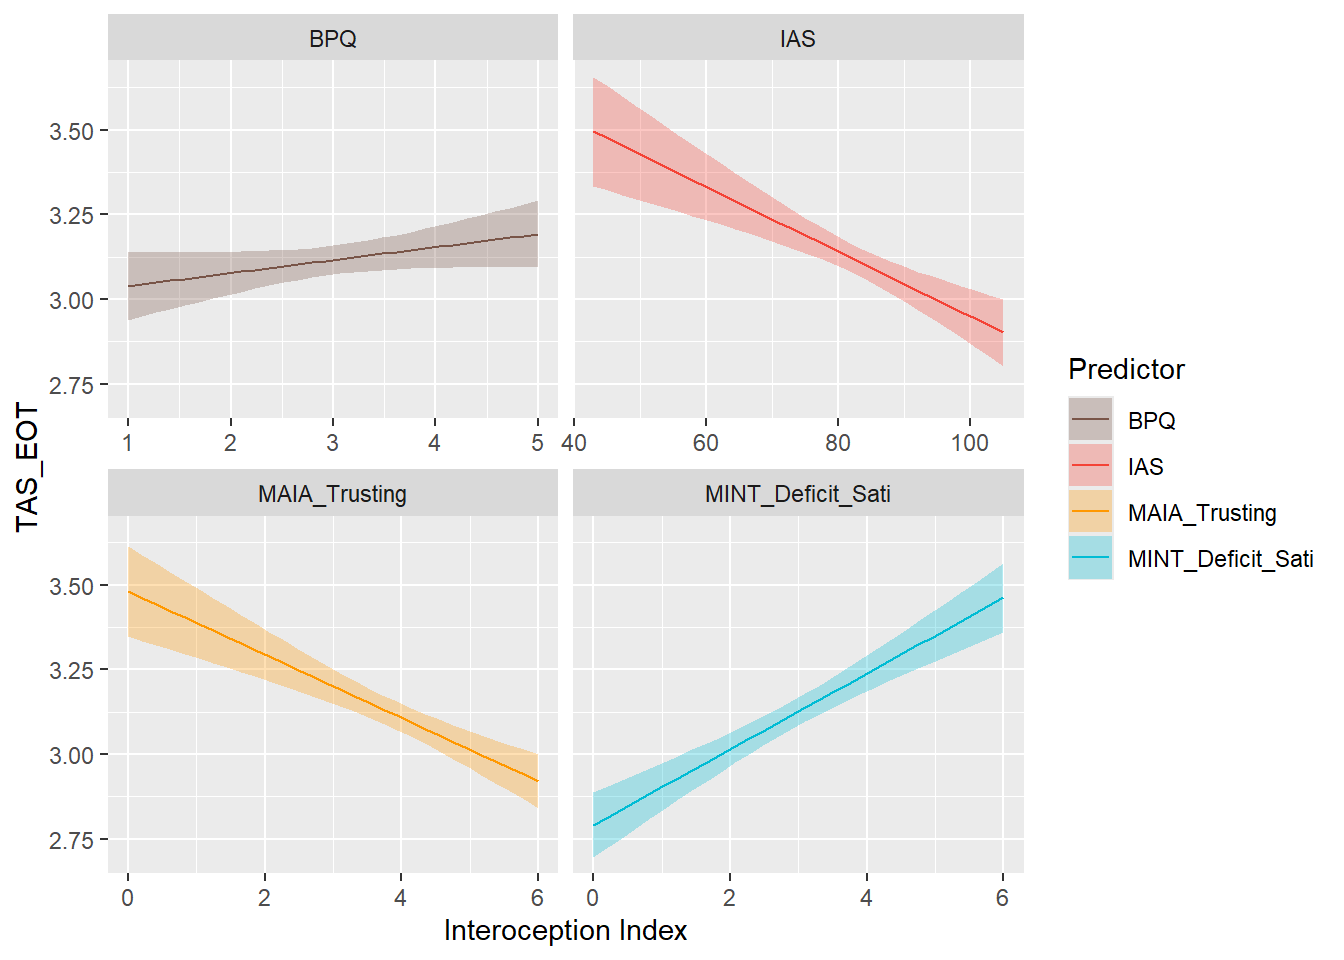 BPQ
IAS
3.50
3.25
3.00
2.75
1 2 3 4 5
40 60 80 100
MAIA_Trusting
MINT_Deficit_Sati
3.50
3.25
3.00
2.75
0 2 4 6
0 2 4 6
Interoception Index
TAS_EOT
Predictor
BPQ
IAS
MAIA_Trusting
MINT_Deficit_Sati